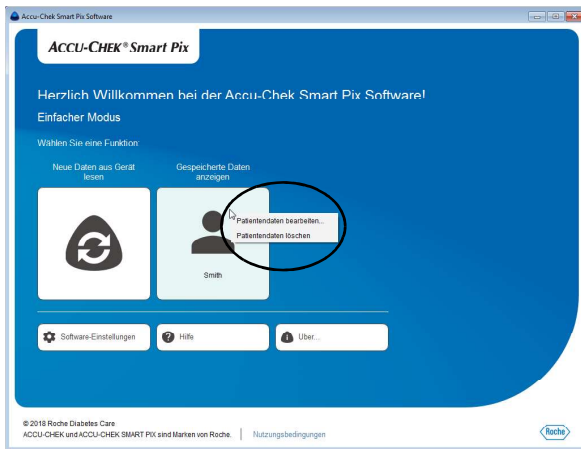 Accu-Chek Smart Pix Software
ACCU-CHEK® Smart Pix
Herzlich Willkommen bei der Accu-Chek Smart Pix Software!
Einfacher Modus
Wählen Sie eine Funktion:
Neue Daten aus Gerät
lesen
Gespeicherte Daten
anzeigen
Patientendaten bearbeiten...
Patientendaten löschen
Smith
Software-Einstellungen
Hilfe
Über...
© 2018 Roche Diabetes Care
ACCU-CHEK und ACCU-CHEK SMART PIX sind Marken von Roche.
Nutzungsbedingungen
Roche